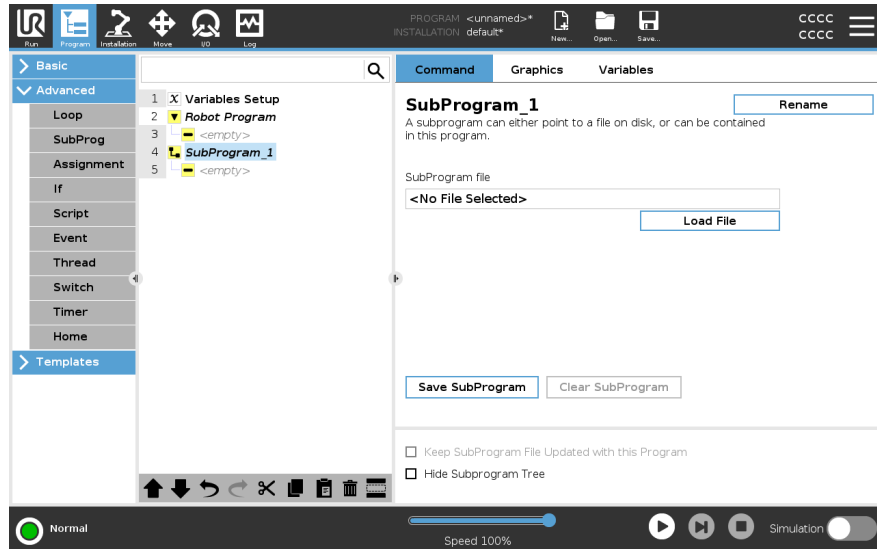 UR
PROGRAM <unnamed>*
INSTALLATION default*
Run
Program
Installation
Move
I/O
Log
New...
Open...
Save...
CCCC
CCCC
Basic
Advanced
Loop
SubProg
Assignment
If
Script
Event
Thread
Switch
Timer
Home
Templates
1 X Variables Setup
2 Robot Program
3 <empty>
4 SubProgram_1
5 <empty>
Command Graphics Variables
SubProgram_1
Rename
A subprogram can either point to a file on disk, or can be contained
in this program.
SubProgram file
<No File Selected>
Load File
Save SubProgram
Clear SubProgram
Keep SubProgram File Updated with this Program
Hide Subprogram Tree
Normal
Speed 100%
Simulation